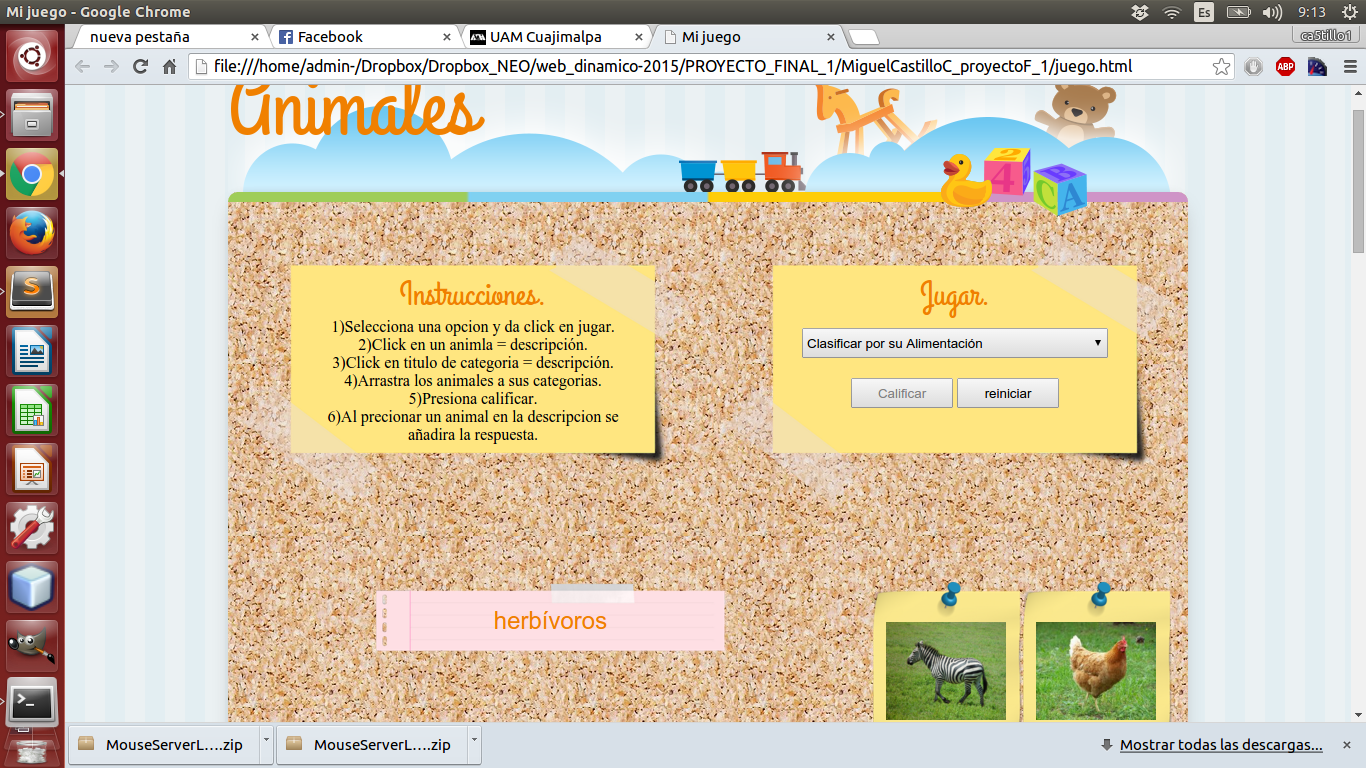 Mi juego - Google Chrome
Es
9:13
nueva pestaña
Facebook
UAM Cuajimalpa
Mi juego
ca5tillo1
file:///home/admin-/Dropbox/Dropbox_NEO/web_dinamico-2015/PROYECTO_FINAL_1/MiguelCastilloC_proyectoF_1/juego.html
ABP
Animales
2
4
B
C
A
Instrucciones.
1)Selecciona una opcion y da click en jugar.
2)Click en un animla = descripción.
3)Click en titulo de categoria = descripción.
4)Arrastra los animales a sus categorias.
5)Presiona calificar.
6)Al precionar un animal en la descripcion se
añadira la respuesta.
Jugar.
Clasificar por su Alimentación
Calificar
reiniciar
herbívoros
MouseServerL....zip
MouseServerL....zip
Mostrar todas las descargas...